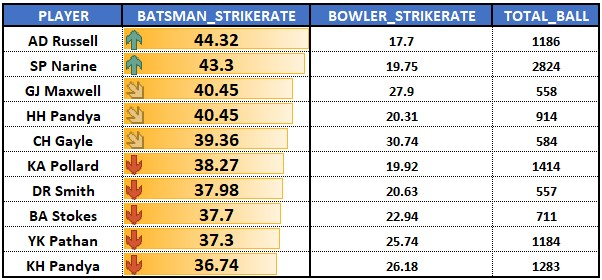 PLAYER BATSMAN_STRIKERATE BOWLER_STRIKERATE TOTAL_BALL
AD Russell 44.32 17.7 1186
SP Narine 43.3 19.75 2824
GJ Maxwell 40.45 27.9 558
HH Pandya 40.45 20.31 914
CH Gayle 39.36 30.74 584
KA Pollard 38.27 19.92 1414
DR Smith 37.98 20.63 557
BA Stokes 37.7 22.94 711
YK Pathan 37.3 25.74 1184
KH Pandya 36.74 26.18 1283